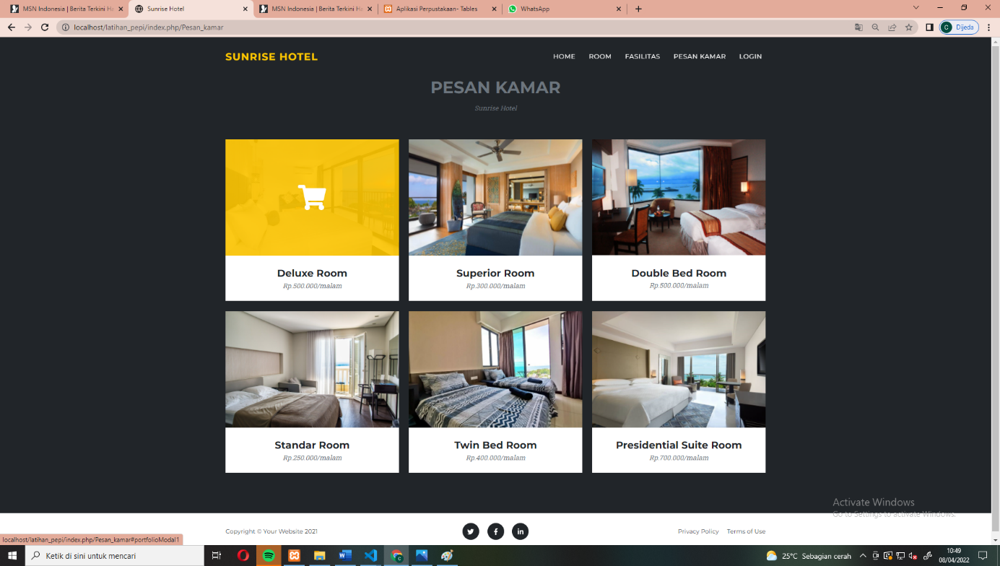 MSN Indonesia | Berita Terkini Ha
Sunrise Hotel
MSN Indonesia | Berita Terkini Ha
Aplikasi Perpustakaan- Tables
WhatsApp
localhost/latihan_pepi/index.php/Pesan_kamar
C
Dijeda
SUNRISE HOTEL
HOME
ROOM
FASILITAS
PESAN KAMAR
LOGIN
PESAN KAMAR
Sunrise Hotel
Deluxe Room
Rp.500.000/malam
Superior Room
Rp.300.000/malam
Double Bed Room
Rp.500.000/malam
Standar Room
Rp.250.000/malam
Twin Bed Room
Rp.400.000/malam
Presidential Suite Room
Rp.700.000/malam
Activate Windows
Go to Settings to activate Windows.
Copyright © Your Website 2021
Privacy Policy
Terms of Use
localhost/latihan_pepi/index.php/Pesan_kamar#portfolioModal1
Ketik di sini untuk mencari
25°C Sebagian cerah
10:49
08/04/2022